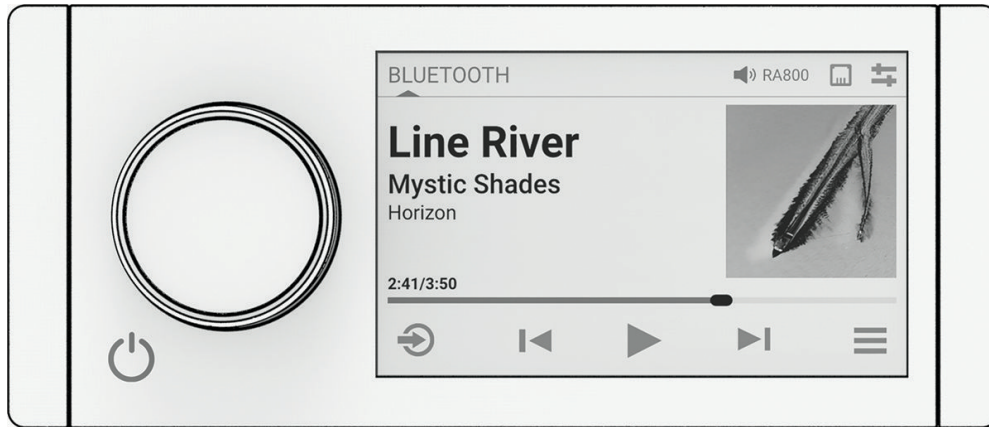 BLUETOOTH RA800
Line River
Mystic Shades
Horizon
2:41/3:50